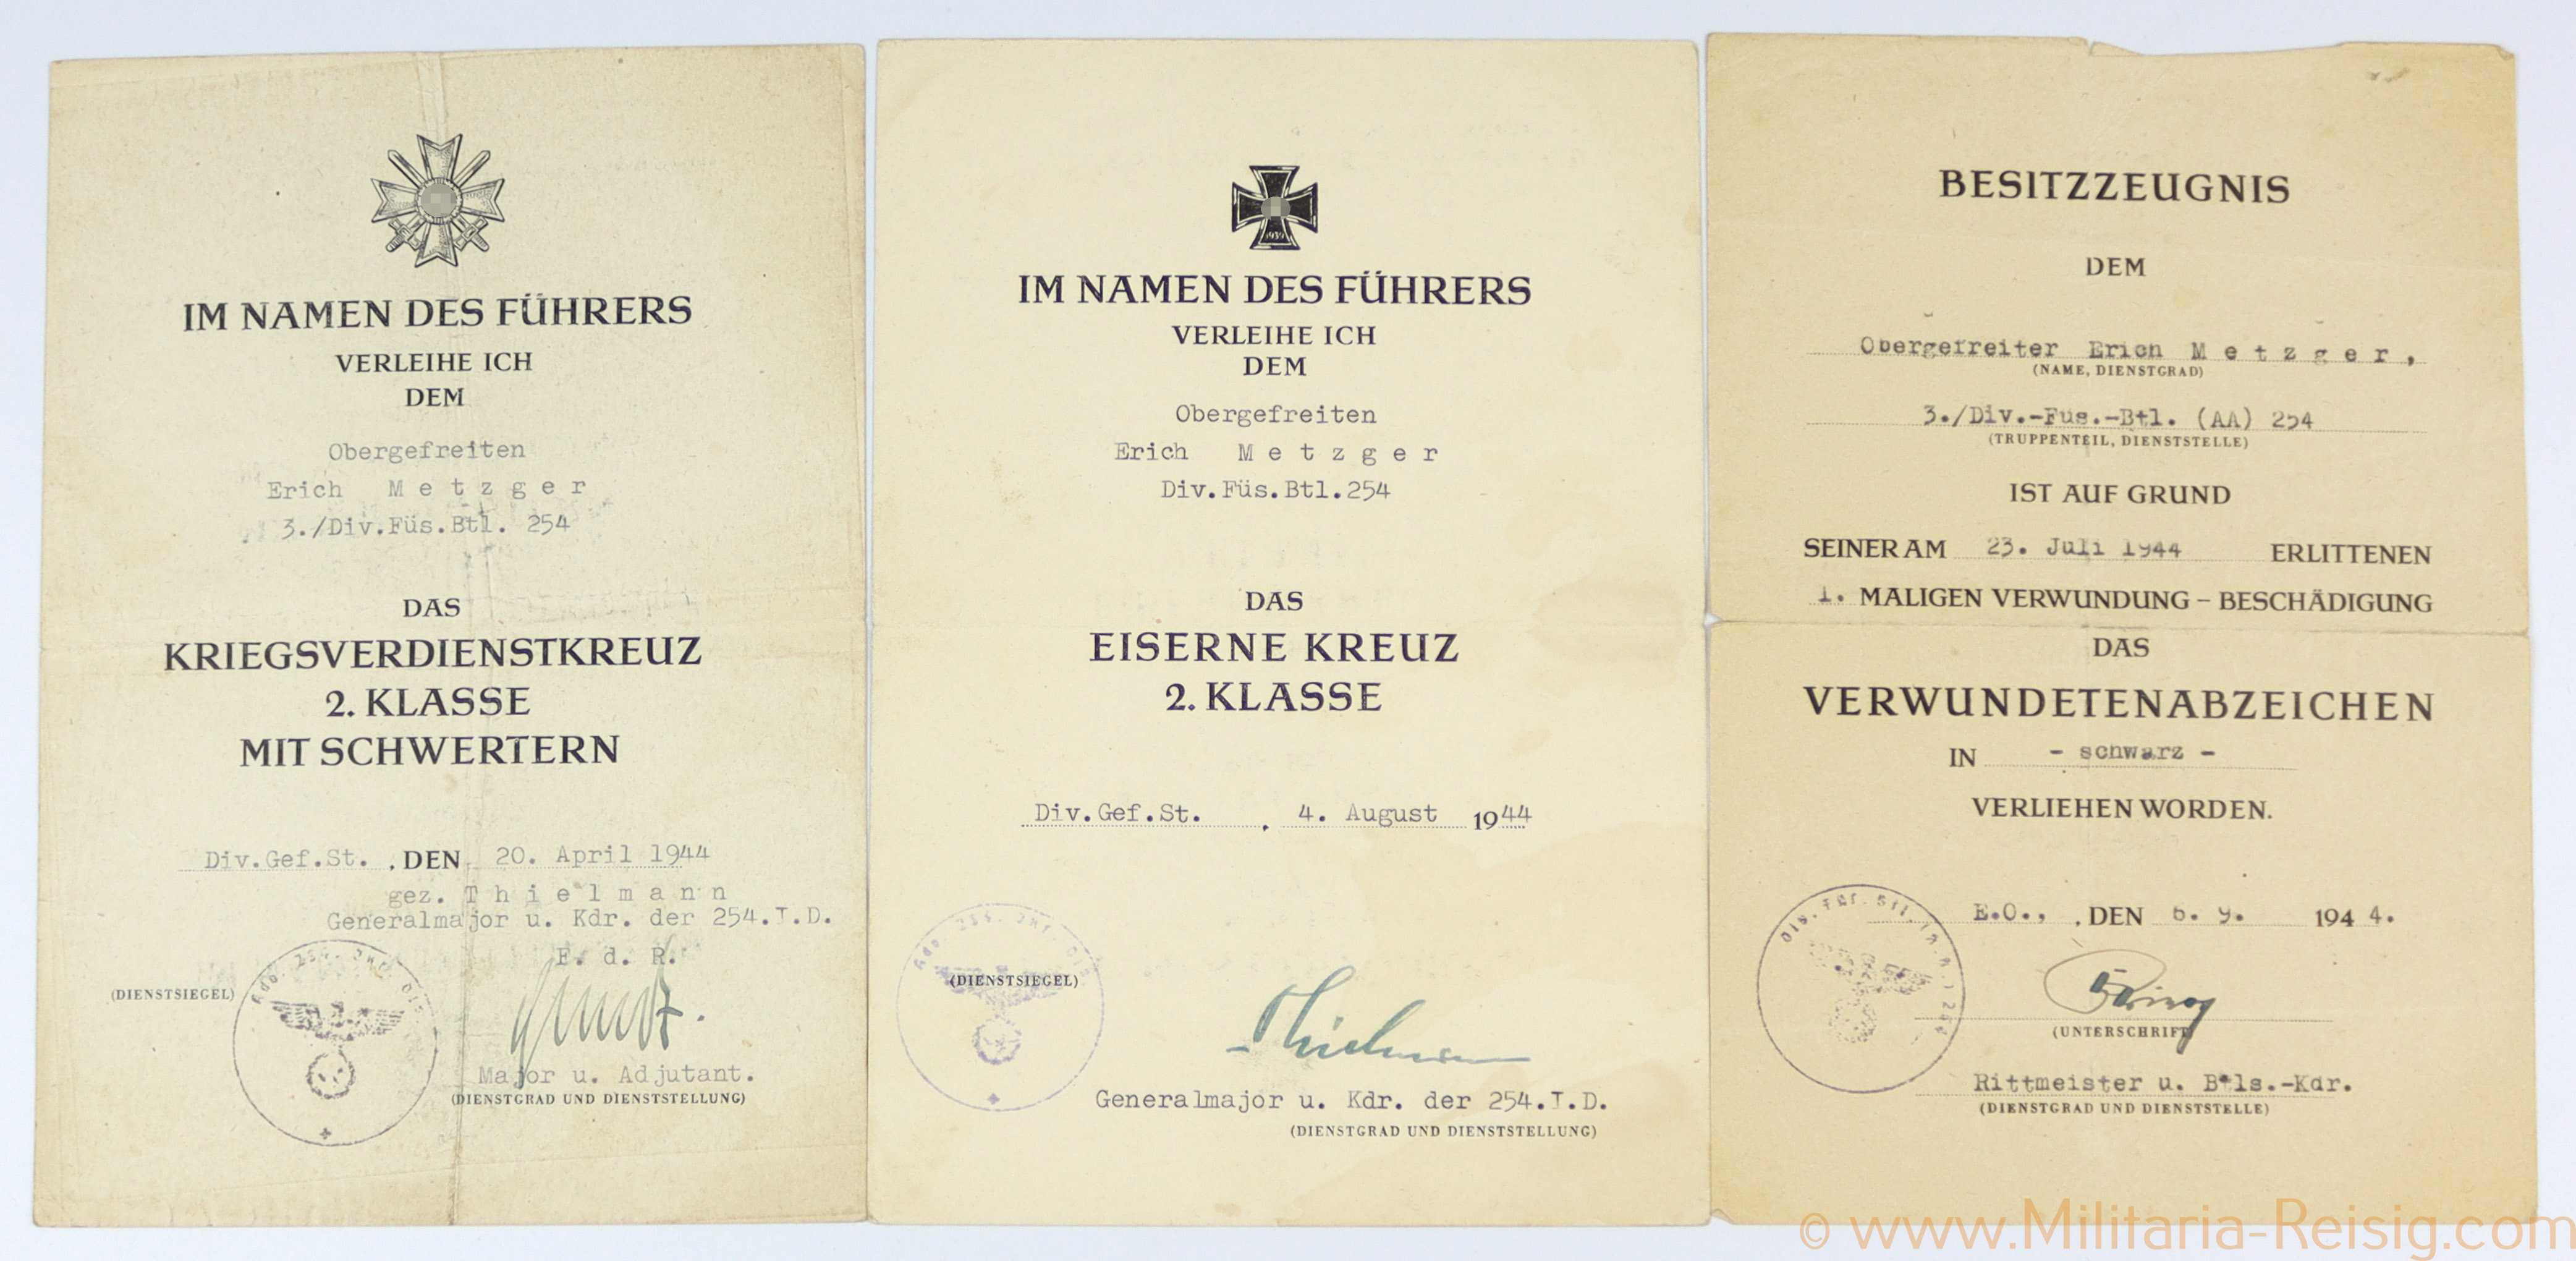 IM NAMEN DES FÜHRERS
VERLEIHE ICH
DEM
Obergefreiten
Erich Metzger
3./Div.Füs.Btl. 254
DAS
KRIEGSVERDIENSTKREUZ
2. KLASSE
MIT SCHWERTERN
Div.Gef.St. , DEN 20. April 1944
gez. Thielmann
Generalmajor u. Kdr. der 254.I.D.
F. d. R.
(DIENSTSIEGEL)
Major u. Adjutant.
(DIENSTGRAD UND DIENSTSTELLUNG)
1939
IM NAMEN DES FÜHRERS
VERLEIHE ICH
DEM
Obergefreiten
Erich Metzger
Div.Füs.Btl.254
DAS
EISERNE KREUZ
2. KLASSE
Div.Gef.St. , 4. August 1944
(DIENSTSIEGEL)
Thielmann
Generalmajor u. Kdr. der 254.I.D.
(DIENSTGRAD UND DIENSTSTELLUNG)
BESITZZEUGNIS
DEM
Obergefreiter Erich Metzger,
(NAME, DIENSTGRAD)
3./Div.-Füs.-Btl. (AA) 254
(TRUPPENTEIL, DIENSTSTELLE)
IST AUF GRUND
SEINER AM 23. Juli 1944 ERLITTENEN
1. MALIGEN VERWUNDUNG – BESCHÄDIGUNG
DAS
VERWUNDETENABZEICHEN
IN - schwarz -
VERLIEHEN WORDEN.
E.O., , DEN 6. 9. 1944.
(UNTERSCHRIFT)
Rittmeister u. Btls.-Kdr.
(DIENSTGRAD UND DIENSTSTELLE)
© www.Militaria-Reisig.com